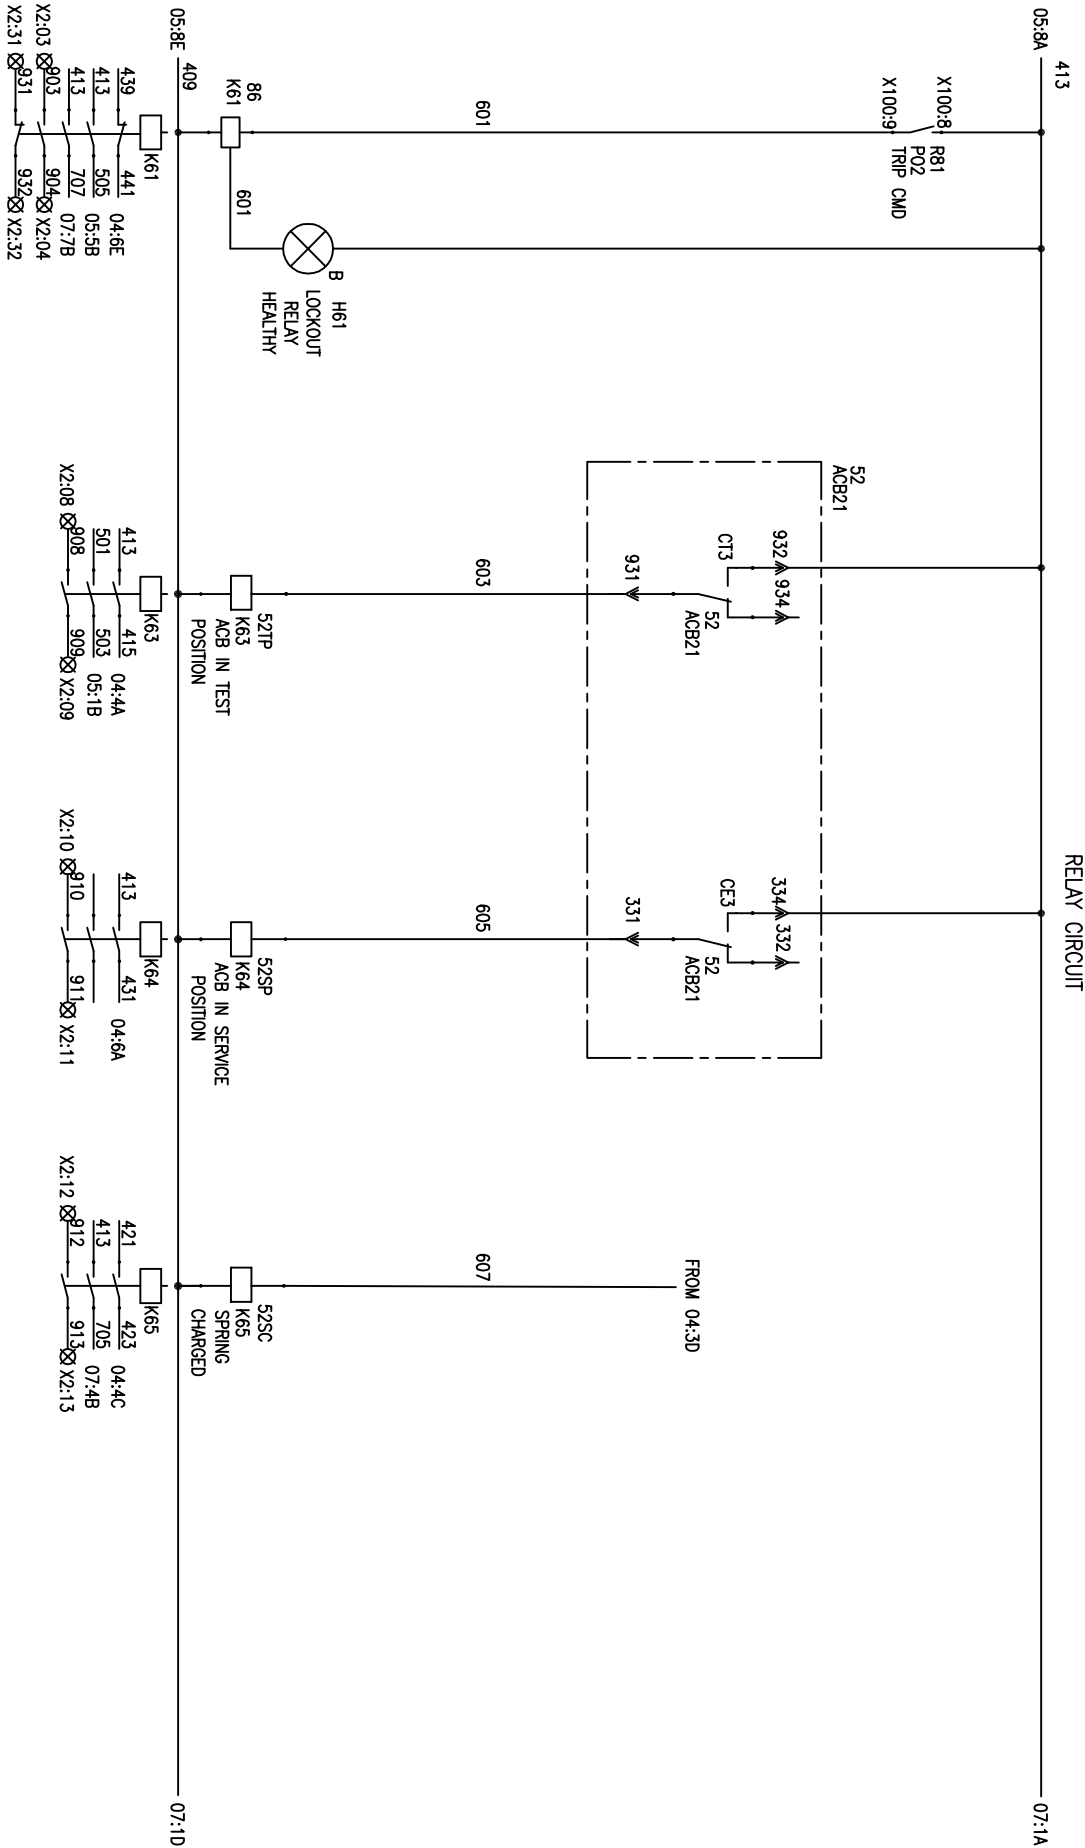 RELAY CIRCUIT
413
05:8A
07:1A
X100:8
R81
P02
TRIP CMD
X100:9
601
86
K61
601
B
H61
LOCKOUT
RELAY
HEALTHY
409
05:8E
07:1D
52
ACB21
932
934
CT3
52
ACB21
931
603
52TP
K63
ACB IN TEST
POSITION
334
332
CE3
52
ACB21
331
605
52SP
K64
ACB IN SERVICE
POSITION
FROM 04:3D
607
52SC
K65
SPRING
CHARGED
K61
439 441 04:6E
413 505 05:5B
413 707 07:7B
X2:03 903 904 X2:04
X2:31 931 932 X2:32
K63
413 415 04:4A
501 503 05:1B
X2:08 908 909 X2:09
K64
413 431 04:6A
X2:10 910 911 X2:11
K65
421 423 04:4C
413 705 07:4B
X2:12 912 913 X2:13